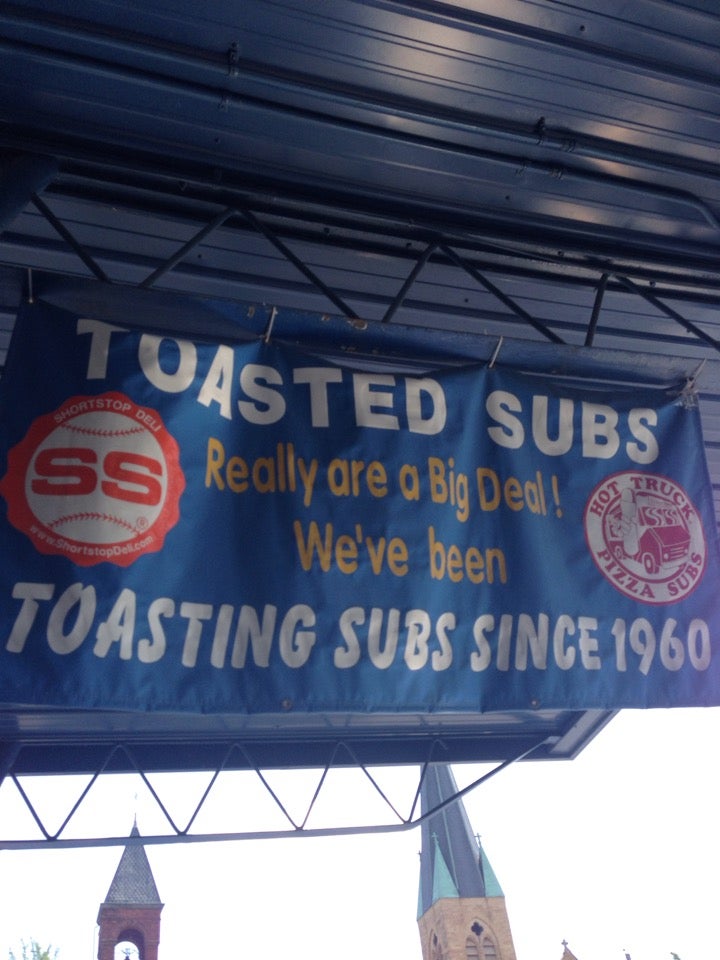 TOASTED SUBS
SHORTSTOP DELI
SS
®
www.ShortstopDeli.com
Really are a Big Deal!
We've been
HOT TRUCK
PIZZA SUBS
TOASTING SUBS SINCE 1960